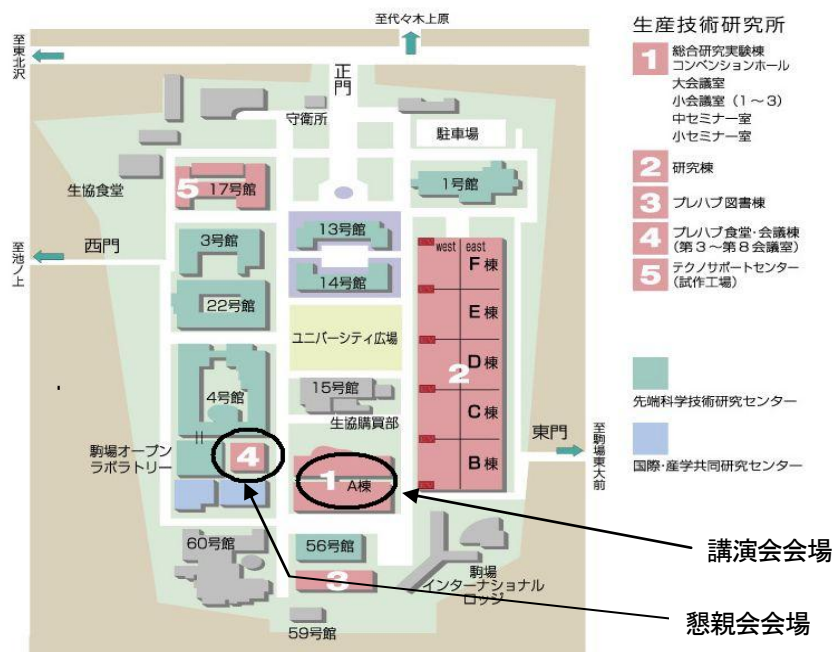 至代々木上原
至東北沢
正門
守衛所
駐車場
生協食堂
5 17号館
1号館
至池ノ上
西門
3号館
13号館
14号館
22号館
west east
F棟
E棟
D棟
C棟
B棟
2
ユニバーシティ広場
15号館
生協購買部
4号館
駒場オープン
ラボラトリー
4
1 A棟
東門
至駒場東大前
60号館
56号館
3
59号館
駒場
インターナショナル
ロッジ
講演会会場
懇親会会場
生産技術研究所
1 総合研究実験棟
コンベンションホール
大会議室
小会議室(1〜3)
中セミナー室
小セミナー室
2 研究棟
3 プレハブ図書棟
4 プレハブ食堂・会議棟
(第3〜第8会議室)
5 テクノサポートセンター
(試作工場)
先端科学技術研究センター
国際・産学共同研究センター